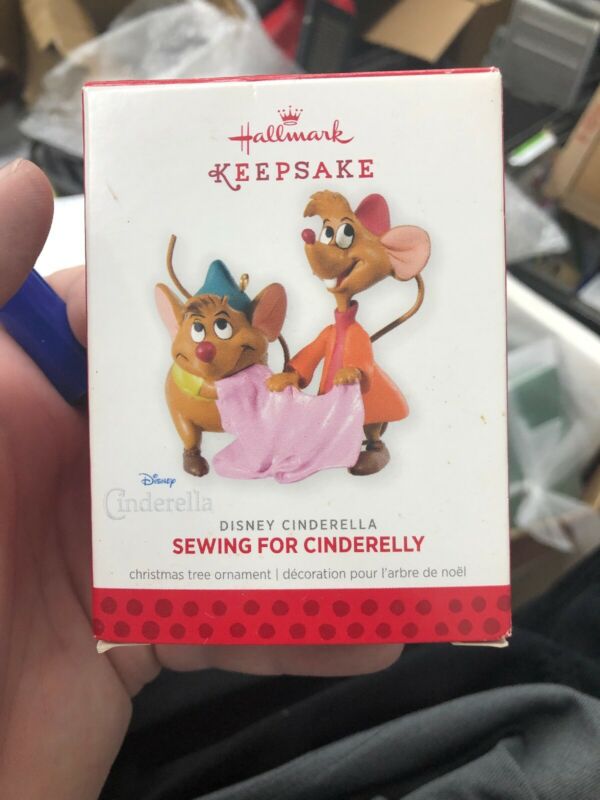 Hallmark
KEEPSAKE
Disney
Cinderella
DISNEY CINDERELLA
SEWING FOR CINDERELLY
christmas tree ornament | décoration pour l'arbre de noël